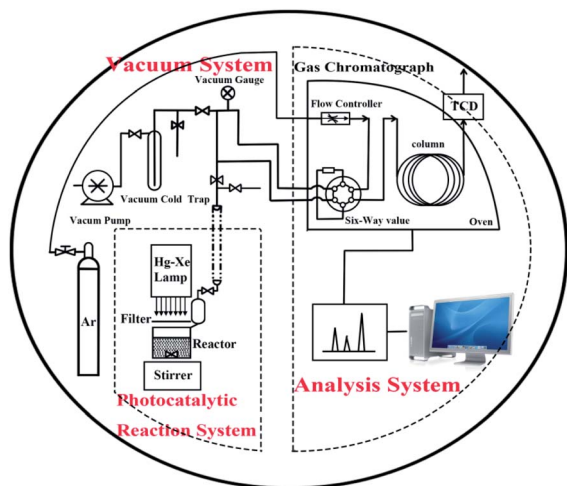 Vacuum System
Gas Chromatograph
Vacuum Gauge
Flow Controller
TCD
column
Vacum Pump
Vacuum Cold Trap
Six-Way value
Oven
Hg-Xe
Lamp
Filter
Ar
Reactor
Stirrer
Photocatalytic
Reaction System
Analysis System